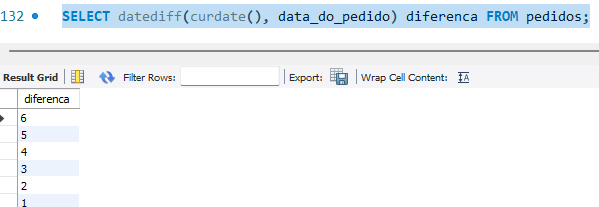 132 SELECT datediff(curdate(), data_do_pedido) diferenca FROM pedidos;
Result Grid Filter Rows: Export: Wrap Cell Content: IA
diferenca
6
5
4
3
2
1